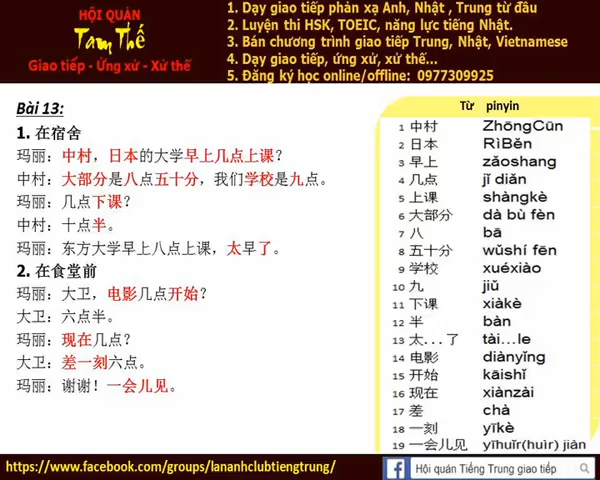 HỘI QUÁN
Tam Thế
Giao tiếp - Ứng xử - Xử thế
1. Dạy giao tiếp phản xạ Anh, Nhật , Trung từ đầu
2. Luyện thi HSK, TOEIC, năng lực tiếng Nhật.
3. Bán chương trình giao tiếp Trung, Nhật, Vietnamese
4. Dạy giao tiếp, ứng xử, xử thế...
5. Đăng ký học online/offline: 0977309925
Bài 13:
1. 在宿舍
玛丽：中村，日本的大学早上几点上课？
中村：大部分是八点五十分，我们学校是九点。
玛丽：几点下课？
中村：十点半。
玛丽：东方大学早上八点上课，太早了。
2. 在食堂前
玛丽：大卫，电影几点开始？
大卫：六点半。
玛丽：现在几点？
大卫：差一刻六点。
玛丽：谢谢！一会儿见。
Từ pinyin
1 中村 ZhōngCūn
2 日本 RìBěn
3 早上 zǎoshang
4 几点 jǐ diǎn
5 上课 shàngkè
6 大部分 dà bù fèn
7 八 bā
8 五十分 wǔshí fēn
9 学校 xuéxiào
10 九 jiǔ
11 下课 xiàkè
12 半 bàn
13 太...了 tài...le
14 电影 diànyǐng
15 开始 kāishǐ
16 现在 xiànzài
17 差 chà
18 一刻 yīkè
19 一会儿见 yīhuǐr(huìr) jiàn
https://www.facebook.com/groups/lananhclubtiengtrung/
Hội quán Tiếng Trung giao tiếp